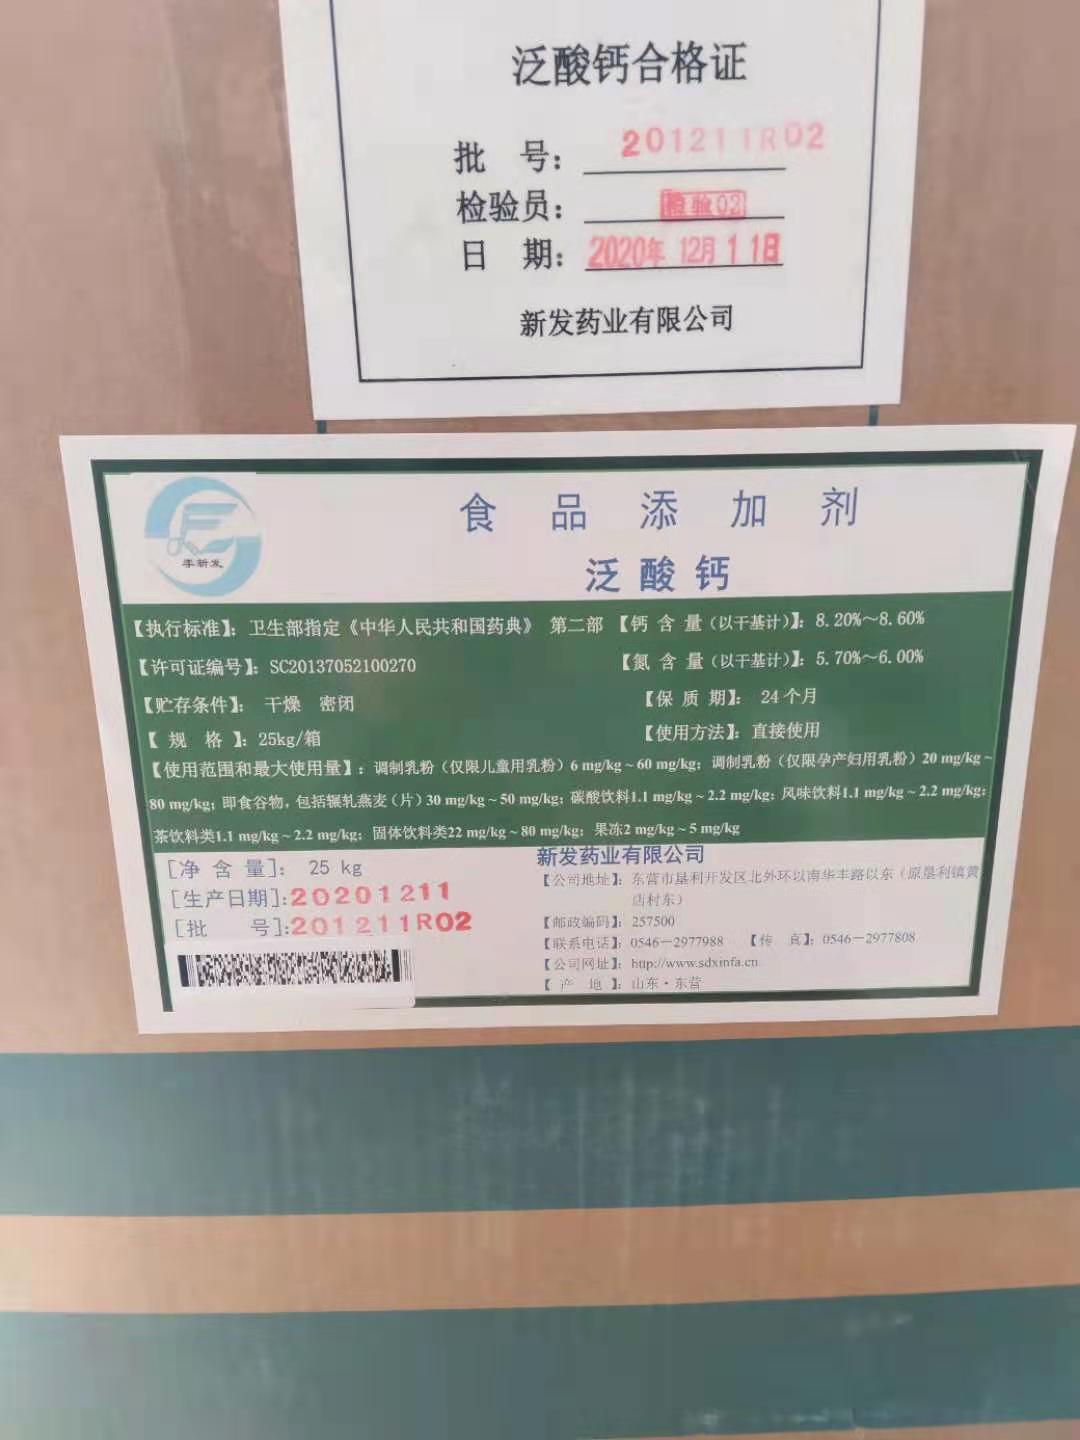 泛酸钙合格证
批 号: 201211R02
检验员: 检验02
日 期: 2020年 12月 11日
新发药业有限公司
李新发
食品添加剂
泛酸钙
【执行标准】: 卫生部指定《中华人民共和国药典》 第二部 【钙 含 量(以干基计)】: 8.20%~8.60%
【许可证编号】: SC20137052100270 【氮 含 量(以干基计)】: 5.70%~6.00%
【贮存条件】: 干燥 密闭 【保 质 期】: 24个月
【规 格】: 25kg/箱 【使用方法】: 直接使用
【使用范围和最大使用量】: 调制乳粉(仅限儿童用乳粉)6 mg/kg~60 mg/kg; 调制乳粉(仅限孕产妇用乳粉)20 mg/kg~
80 mg/kg; 即食谷物,包括辗轧燕麦(片)30 mg/kg~50 mg/kg; 碳酸饮料1.1 mg/kg~2.2 mg/kg; 风味饮料1.1 mg/kg~2.2 mg/kg;
茶饮料类1.1 mg/kg~2.2 mg/kg; 固体饮料类22 mg/kg~80 mg/kg; 果冻2 mg/kg~5 mg/kg
[净 含 量]: 25 kg
[生产日期]:20201211
[批 号]:201211R02
新发药业有限公司
【公司地址】: 东营市垦利开发区北外环以南华丰路以东(原垦利镇黄
店村东)
【邮政编码】: 257500
【联系电话】: 0546-2977988 【传 真】: 0546-2977808
【公司网址】: http://www.sdxinfa.cn
【产 地】: 山东·东营